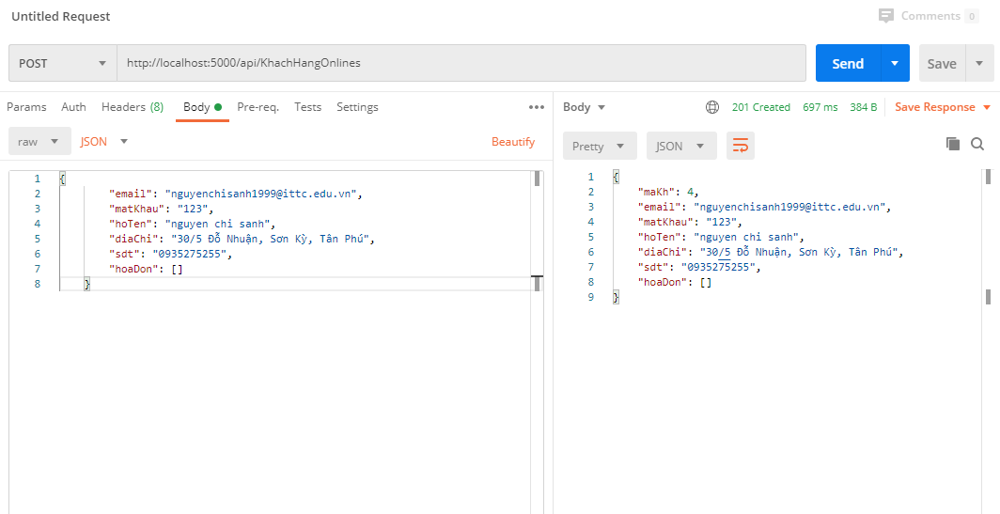 Untitled Request
Comments 0
POST http://localhost:5000/api/KhachHangOnlines Send Save
Params Auth Headers (8) Body Pre-req. Tests Settings
raw JSON Beautify
1 {
2 "email": "nguyenchisanh1999@ittc.edu.vn",
3 "matKhau": "123",
4 "hoTen": "nguyen chi sanh",
5 "diaChi": "30/5 Đỗ Nhuận, Sơn Kỳ, Tân Phú",
6 "sdt": "0935275255",
7 "hoaDon": []
8 }
Body 201 Created 697 ms 384 B Save Response
Pretty JSON
1 {
2 "maKh": 4,
3 "email": "nguyenchisanh1999@ittc.edu.vn",
4 "matKhau": "123",
5 "hoTen": "nguyen chi sanh",
6 "diaChi": "30/5 Đỗ Nhuận, Sơn Kỳ, Tân Phú",
7 "sdt": "0935275255",
8 "hoaDon": []
9 }